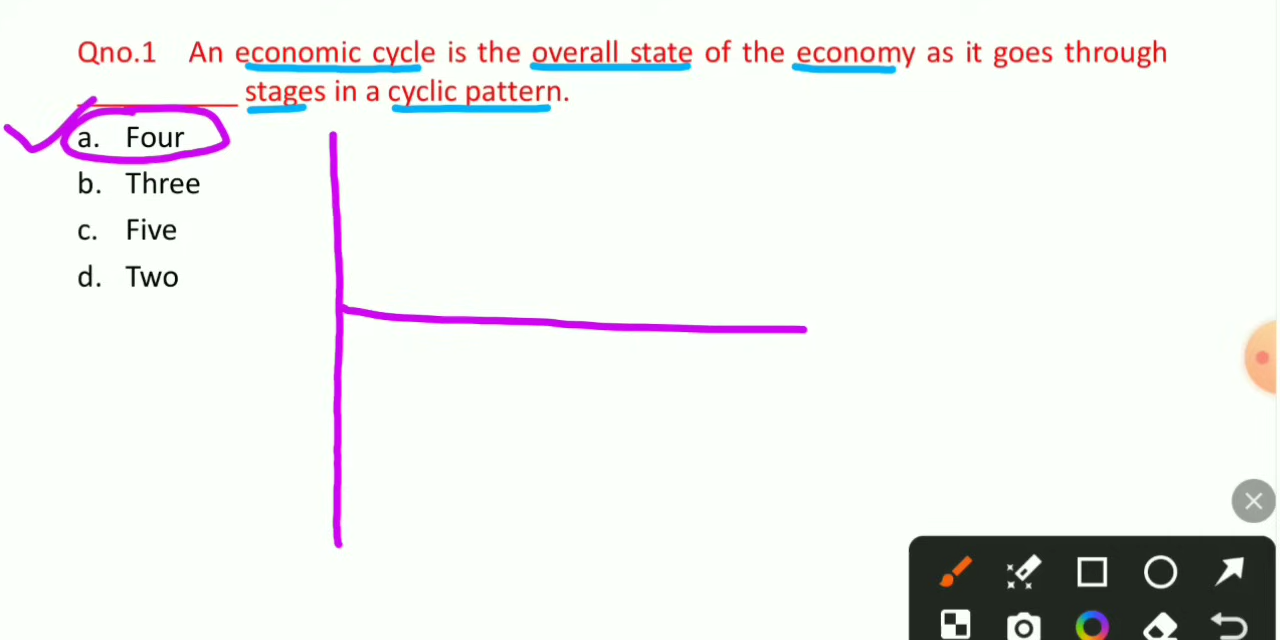 Qno.1 An economic cycle is the overall state of the economy as it goes through
__________ stages in a cyclic pattern.
a. Four
b. Three
c. Five
d. Two